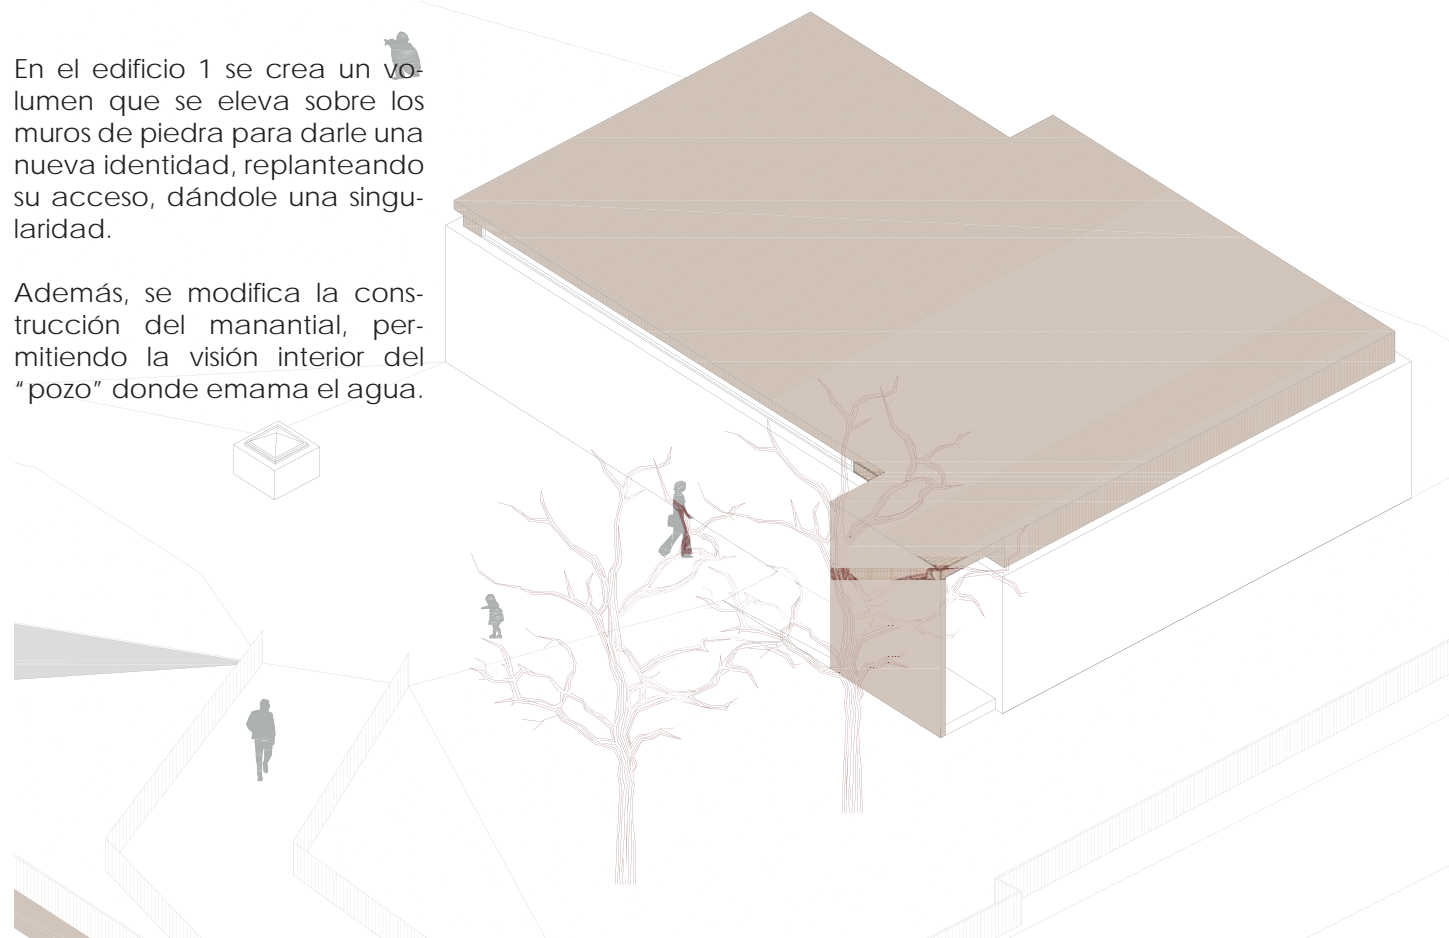 En el edificio 1 se crea un vo-
lumen que se eleva sobre los
muros de piedra para darle una
nueva identidad, replanteando
su acceso, dándole una singu-
laridad.
Además, se modifica la cons-
trucción del manantial, per-
mitiendo la visión interior del
“pozo” donde emama el agua.